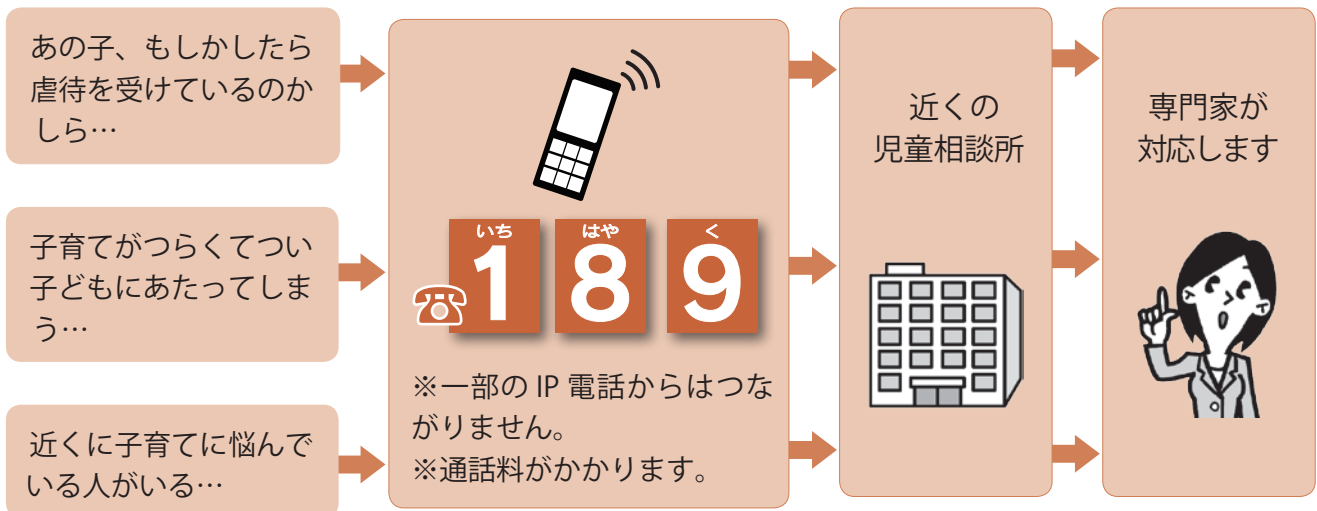 あの子、もしかしたら
虐待を受けているのか
しら…
子育てがつらくてつい
子どもにあたってしま
う…
近くに子育てに悩んで
いる人がいる…
いち はや く
1 8 9
※一部の IP 電話からはつな
がりません。
※通話料がかかります。
近くの
児童相談所
専門家が
対応します